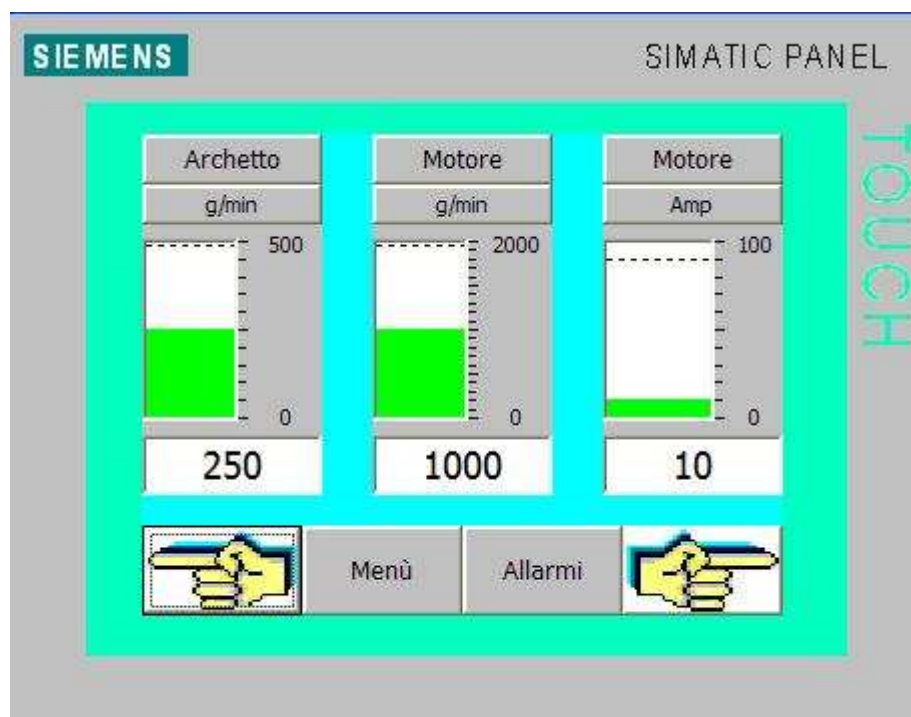 SIEMENS
SIMATIC PANEL
TOUCH
Archetto
Motore
Motore
g/min
g/min
Amp
500
2000
100
0
0
0
250
1000
10
Menù
Allarmi